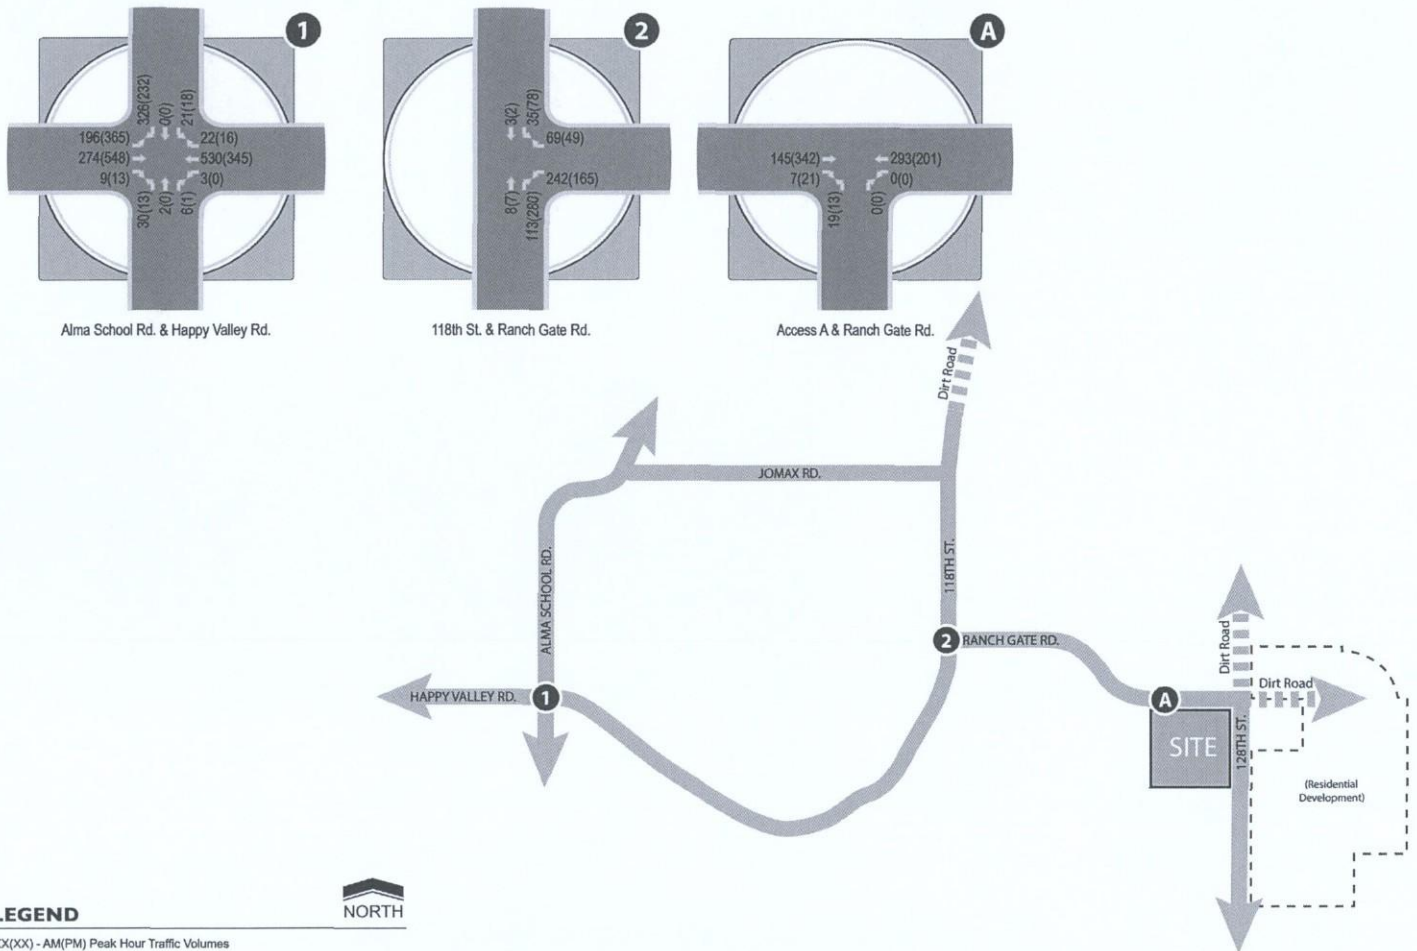 1
2
A
326(232)
0(0)
21(18)
196(365)
22(16)
274(548)
530(345)
9(13)
3(0)
30(13)
2(0)
6(1)
3(2)
35(78)
69(49)
242(165)
8(7)
113(280)
145(342)
293(201)
7(21)
0(0)
19(13)
0(0)
Alma School Rd. & Happy Valley Rd.
118th St. & Ranch Gate Rd.
Access A & Ranch Gate Rd.
Dirt Road
JOMAX RD.
ALMA SCHOOL RD.
118TH ST.
2
RANCH GATE RD.
Dirt Road
Dirt Road
HAPPY VALLEY RD.
1
A
SITE
128TH ST.
(Residential
Development)
NORTH
LEGEND
XX(XX) - AM(PM) Peak Hour Traffic Volumes